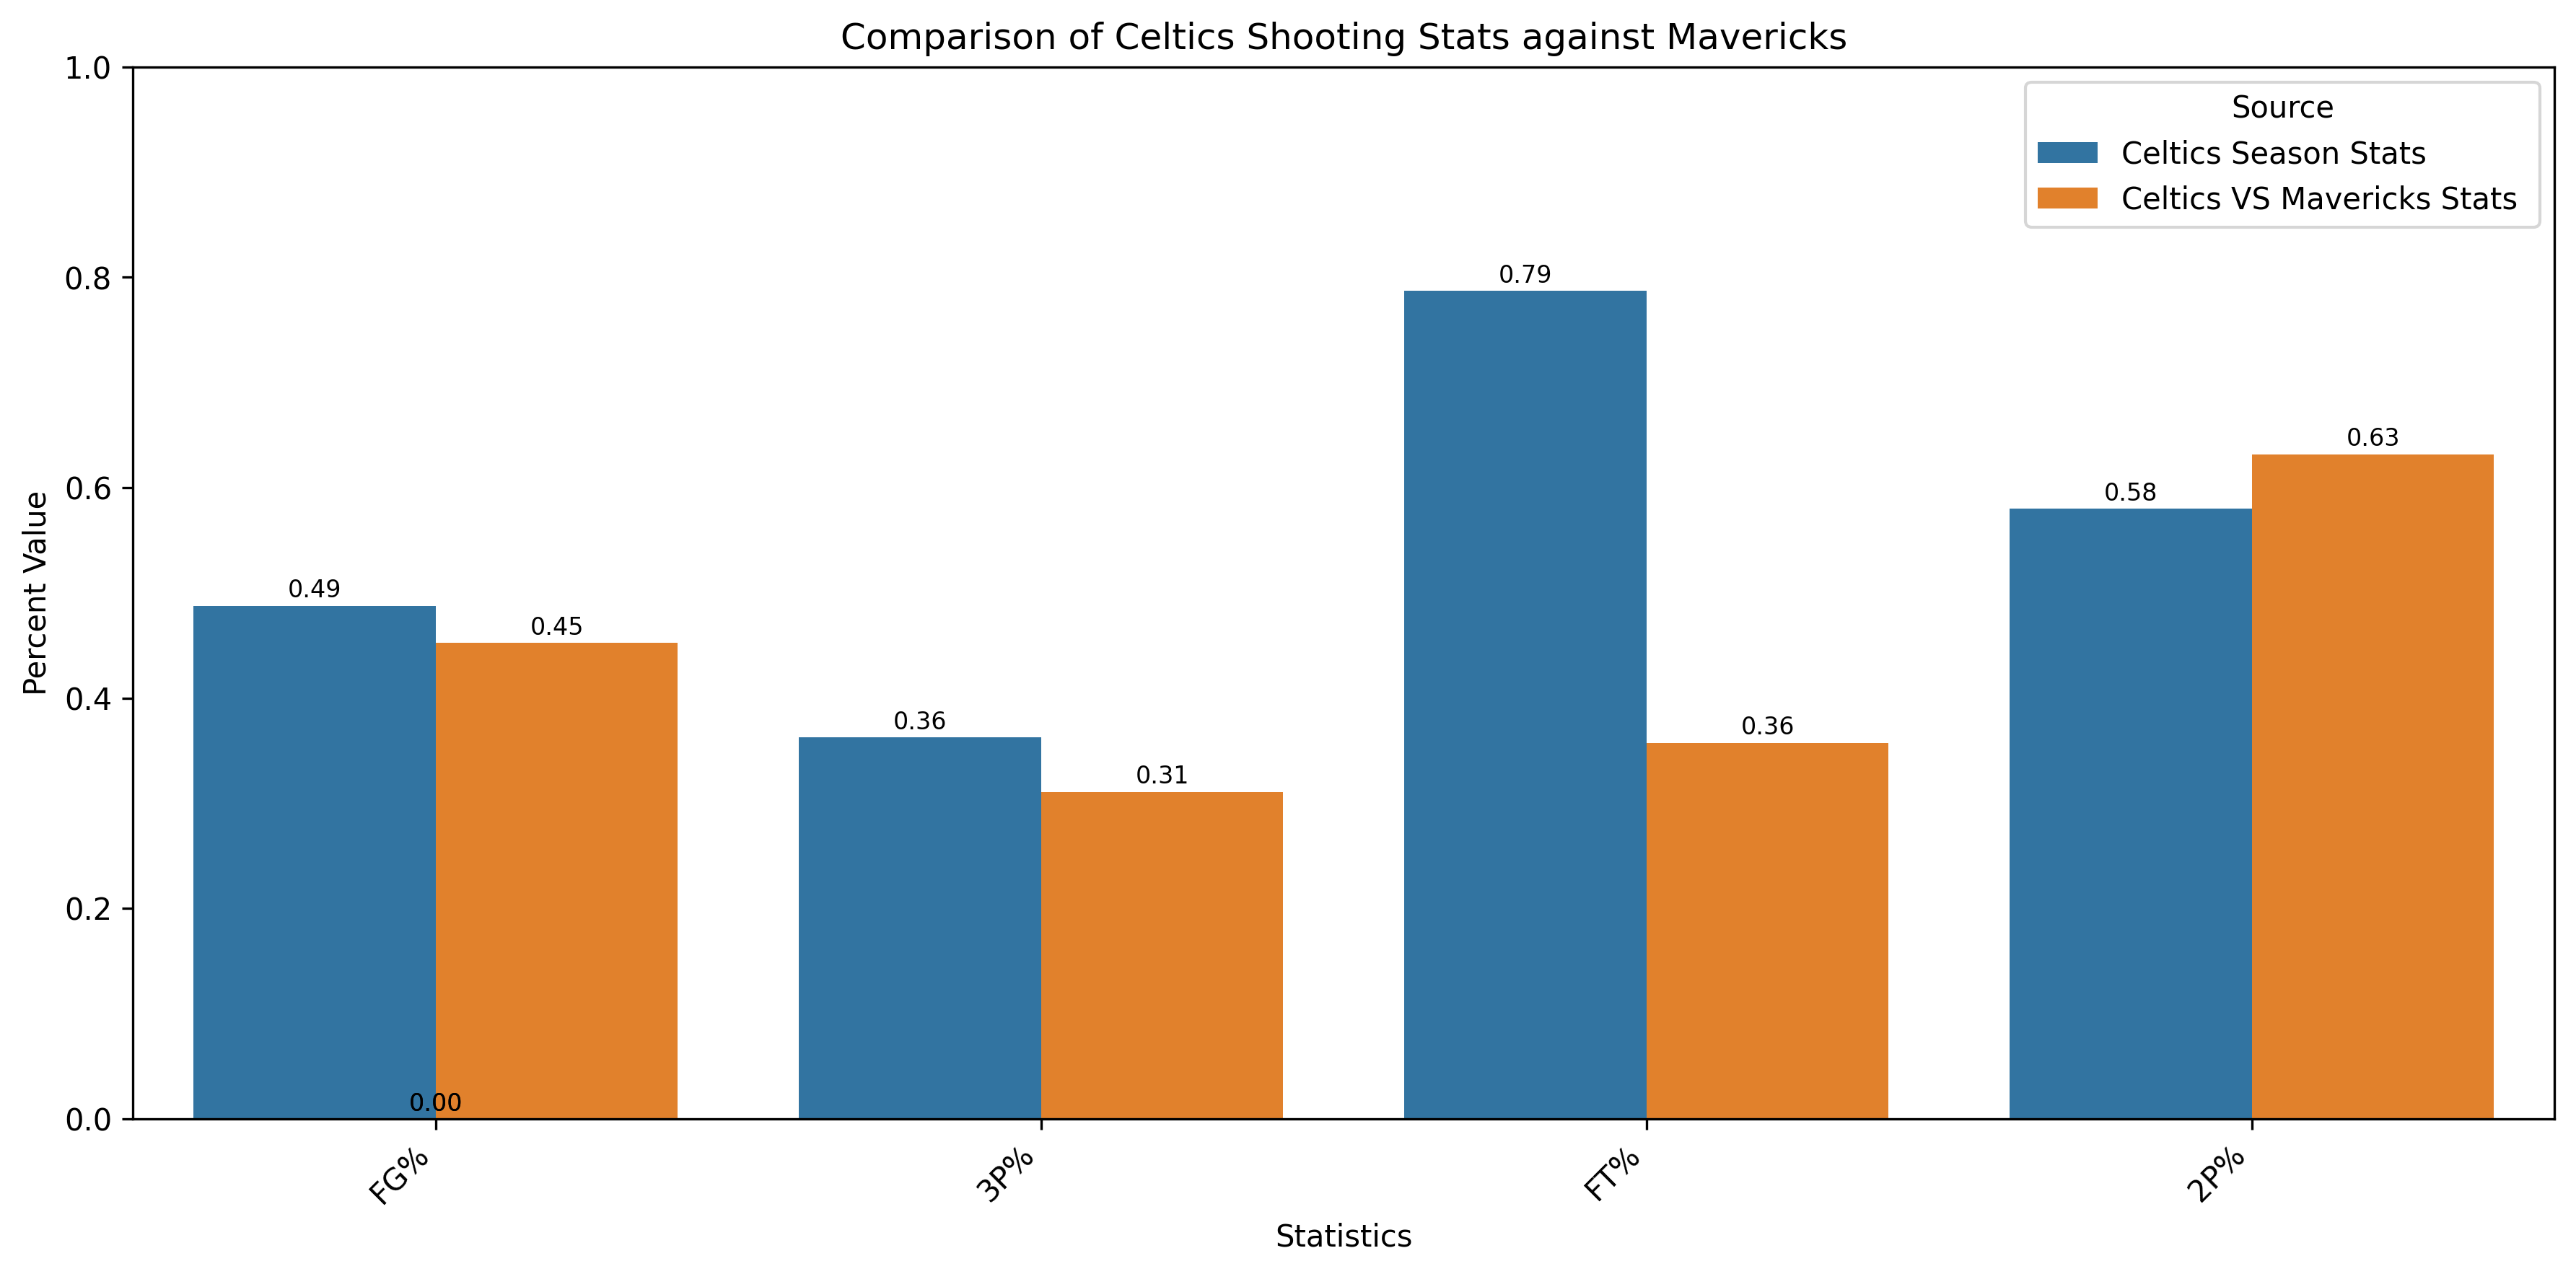 Comparison of Celtics Shooting Stats against Mavericks
Source
Celtics Season Stats
Celtics VS Mavericks Stats
Percent Value
1.0
0.8
0.6
0.4
0.2
0.0
0.49
0.45
0.00
0.36
0.31
0.79
0.36
0.58
0.63
FG%
3P%
FT%
2P%
Statistics